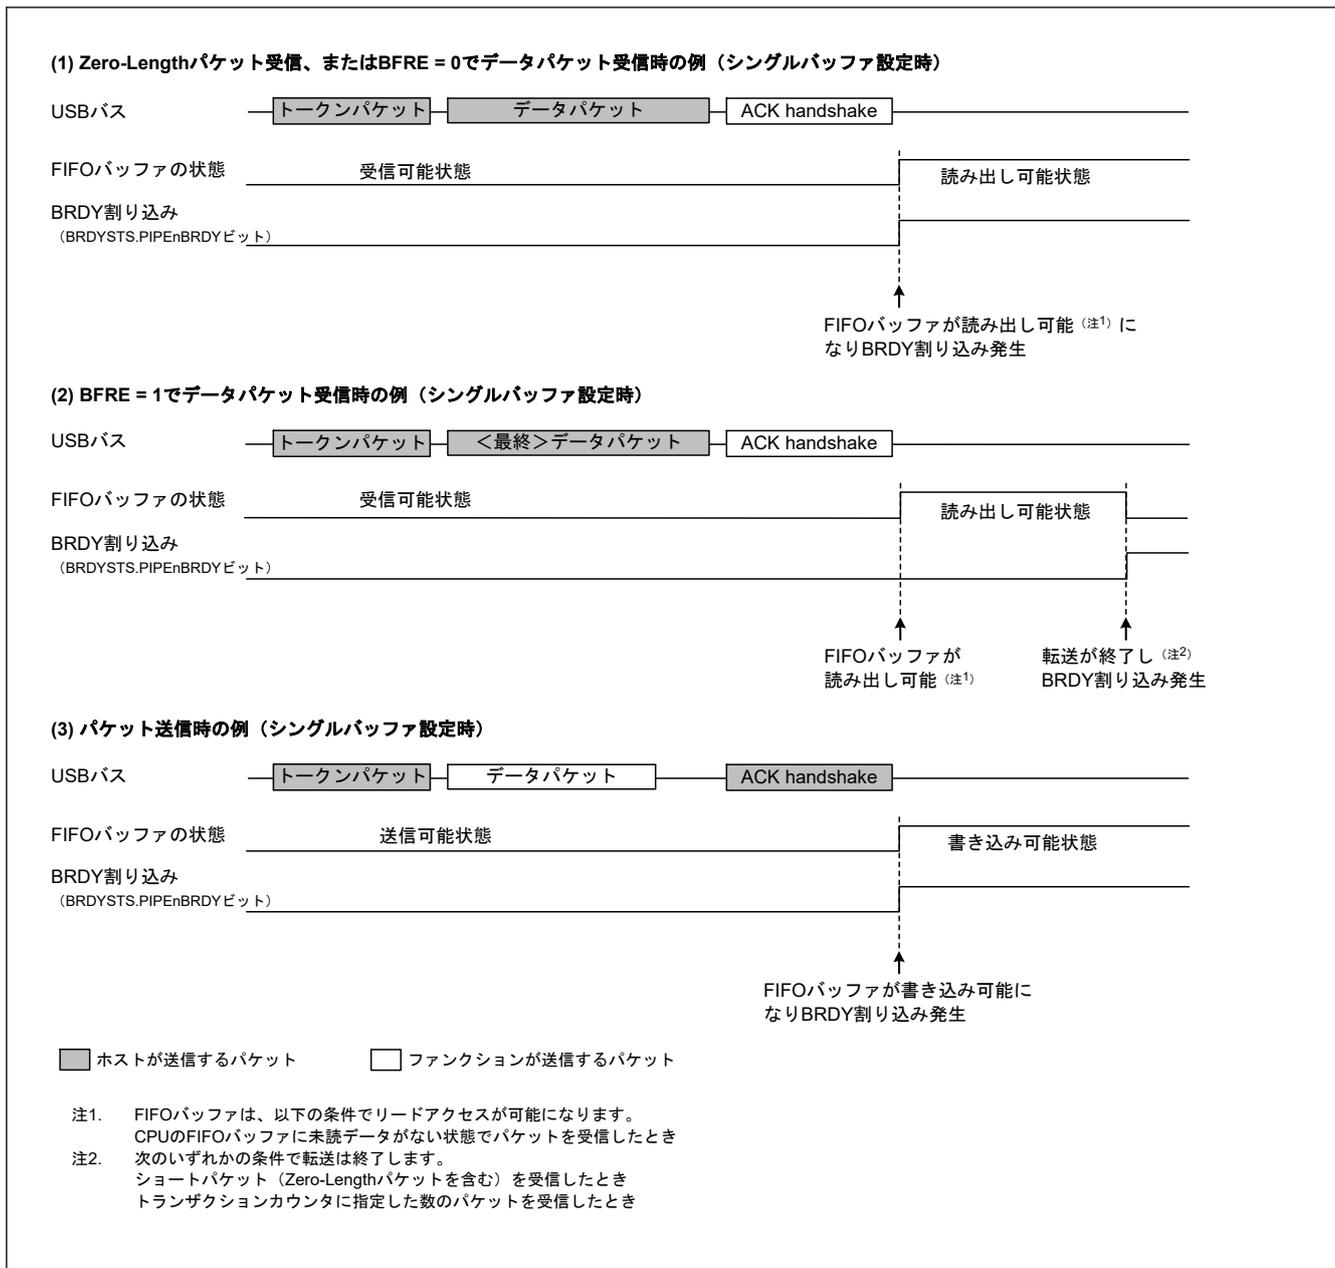 (1) Zero-Lengthパケット受信、またはBFRE = 0でデータパケット受信時の例（シングルバッファ設定時）
USBバス
トークンパケット
データパケット
ACK handshake
FIFOバッファの状態
受信可能状態
読み出し可能状態
BRDY割り込み
（BRDYSTS.PIPEnBRDYビット）
FIFOバッファが読み出し可能（注1）に
なりBRDY割り込み発生
(2) BFRE = 1でデータパケット受信時の例（シングルバッファ設定時）
USBバス
トークンパケット
＜最終＞データパケット
ACK handshake
FIFOバッファの状態
受信可能状態
読み出し可能状態
BRDY割り込み
（BRDYSTS.PIPEnBRDYビット）
FIFOバッファが
読み出し可能（注1）
転送が終了し（注2）
BRDY割り込み発生
(3) パケット送信時の例（シングルバッファ設定時）
USBバス
トークンパケット
データパケット
ACK handshake
FIFOバッファの状態
送信可能状態
書き込み可能状態
BRDY割り込み
（BRDYSTS.PIPEnBRDYビット）
FIFOバッファが書き込み可能に
なりBRDY割り込み発生
ホストが送信するパケット
ファンクションが送信するパケット
注1. FIFOバッファは、以下の条件でリードアクセスが可能になります。
CPUのFIFOバッファに未読データがない状態でパケットを受信したとき
注2. 次のいずれかの条件で転送は終了します。
ショートパケット（Zero-Lengthパケットを含む）を受信したとき
トランザクションカウンタに指定した数のパケットを受信したとき